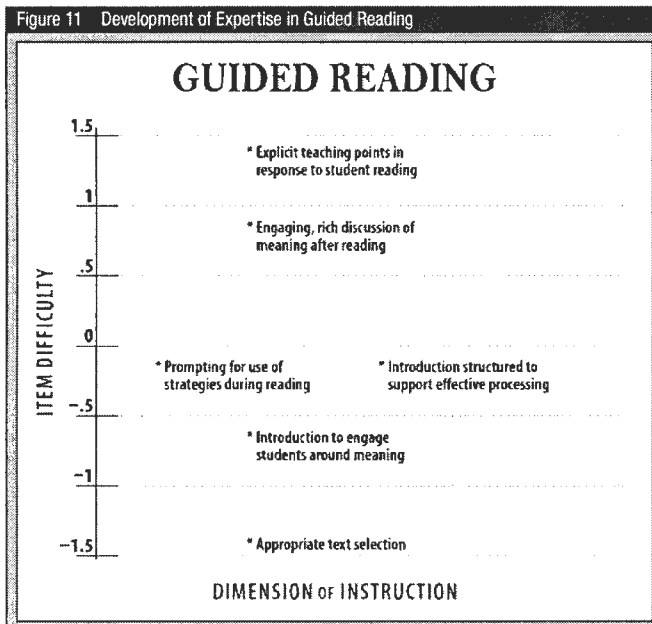 Figure 11 Development of Expertise in Guided Reading
GUIDED READING
1.5
* Explicit teaching points in
response to student reading
1
* Engaging, rich discussion of
meaning after reading
.5
ITEM DIFFICULTY
0
* Prompting for use of
strategies during reading
* Introduction structured to
support effective processing
-.5
* Introduction to engage
students around meaning
-1
-1.5
* Appropriate text selection
DIMENSION OF INSTRUCTION